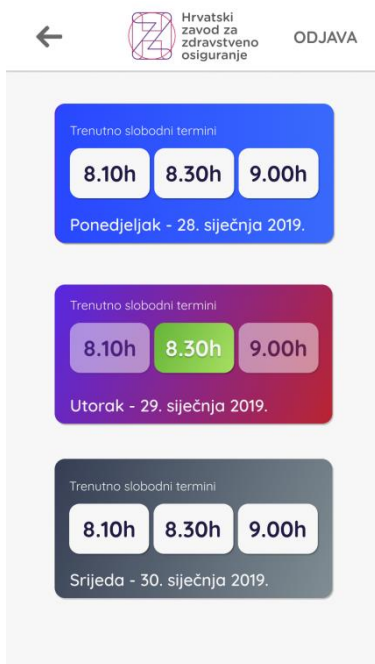 Hrvatski
zavod za
zdravstveno
osiguranje
ODJAVA
Trenutno slobodni termini
8.10h 8.30h 9.00h
Ponedjeljak - 28. siječnja 2019.
Trenutno slobodni termini
8.10h 8.30h 9.00h
Utorak - 29. siječnja 2019.
Trenutno slobodni termini
8.10h 8.30h 9.00h
Srijeda - 30. siječnja 2019.